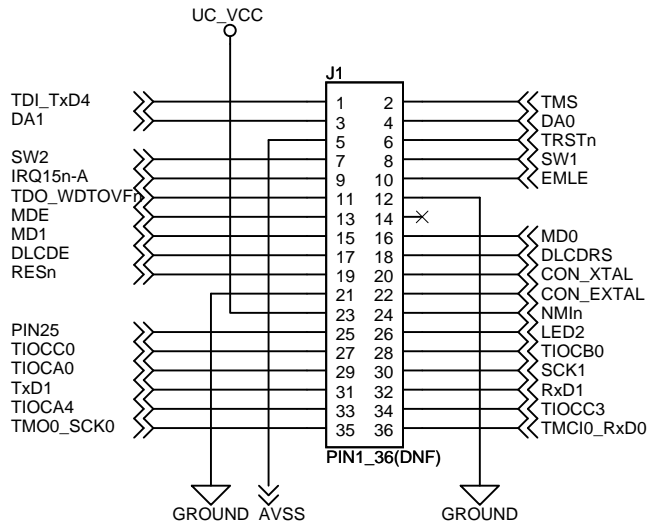 UC_VCC
J1
TDI_TxD4 1 2 TMS
DA1 3 4 DA0
5 6 TRSTn
SW2 7 8 SW1
IRQ15n-A 9 10 EMLE
TDO_WDTOVFn 11 12
MDE 13 14
MD1 15 16 MD0
DLCDE 17 18 DLCDRS
RESn 19 20 CON_XTAL
21 22 CON_EXTAL
23 24 NMIn
PIN25 25 26 LED2
TIOCC0 27 28 TIOCB0
TIOCA0 29 30 SCK1
TxD1 31 32 RxD1
TIOCA4 33 34 TIOCC3
TMO0_SCK0 35 36 TMCI0_RxD0
PIN1_36(DNF)
GROUND AVSS GROUND